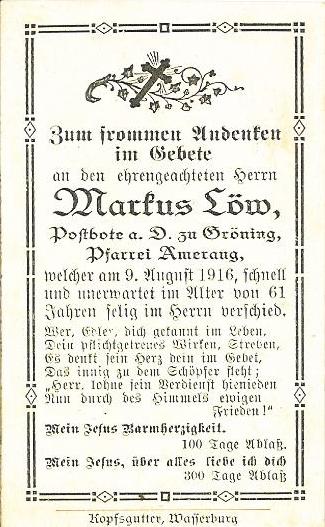 Zum frommen Andenken
im Gebete
an den ehrengeachteten Herrn
Markus Löw,
Postbote a. D. zu Gröning,
Pfarrei Amerang,
welcher am 9. August 1916, schnell
und unerwartet im Alter von 61
Jahren selig im Herrn verschied.
Wer, Edler, dich gekannt im Leben,
Dein pflichtgetreues Wirken, Streben,
Es denkt sein Herz dein im Gebet,
Das innig zu dem Schöpfer fleht;
„Herr, lohne sein Verdienst hienieden
Nun durch des Himmels ewigen
Frieden!“
Mein Jesus Barmherzigkeit.
100 Tage Ablaß.
Mein Jesus, über alles liebe ich dich
300 Tage Ablaß.
Kopfsgutter, Wasserburg